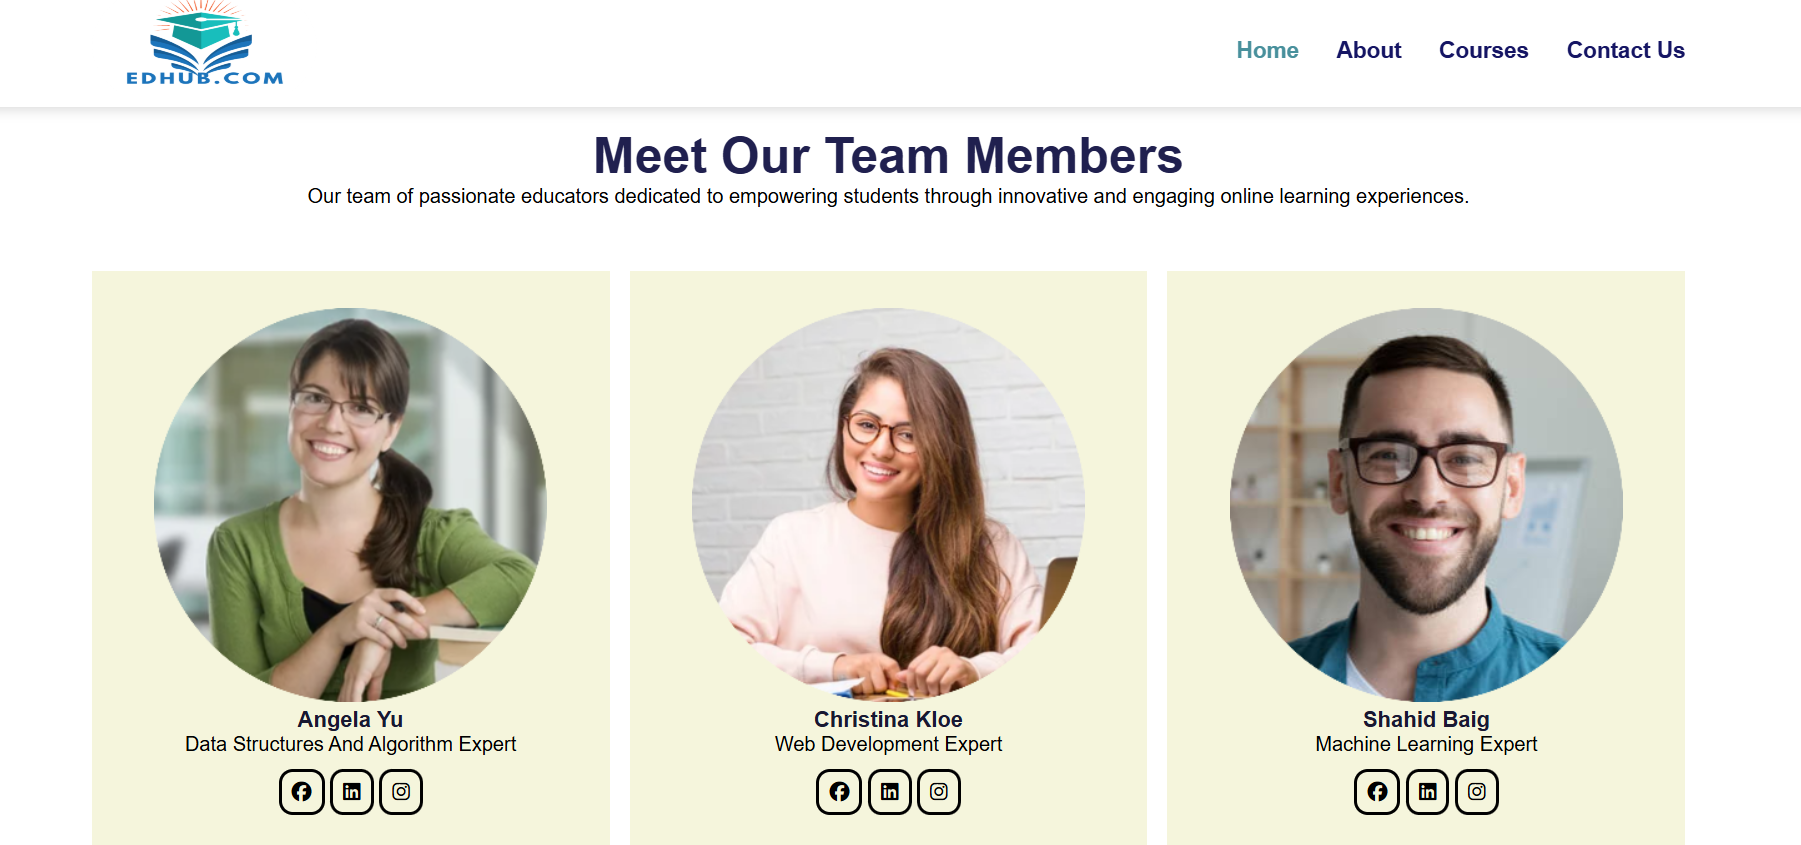 EDHUB.COM
Home About Courses Contact Us
Meet Our Team Members
Our team of passionate educators dedicated to empowering students through innovative and engaging online learning experiences.
Angela Yu
Data Structures And Algorithm Expert
Christina Kloe
Web Development Expert
Shahid Baig
Machine Learning Expert